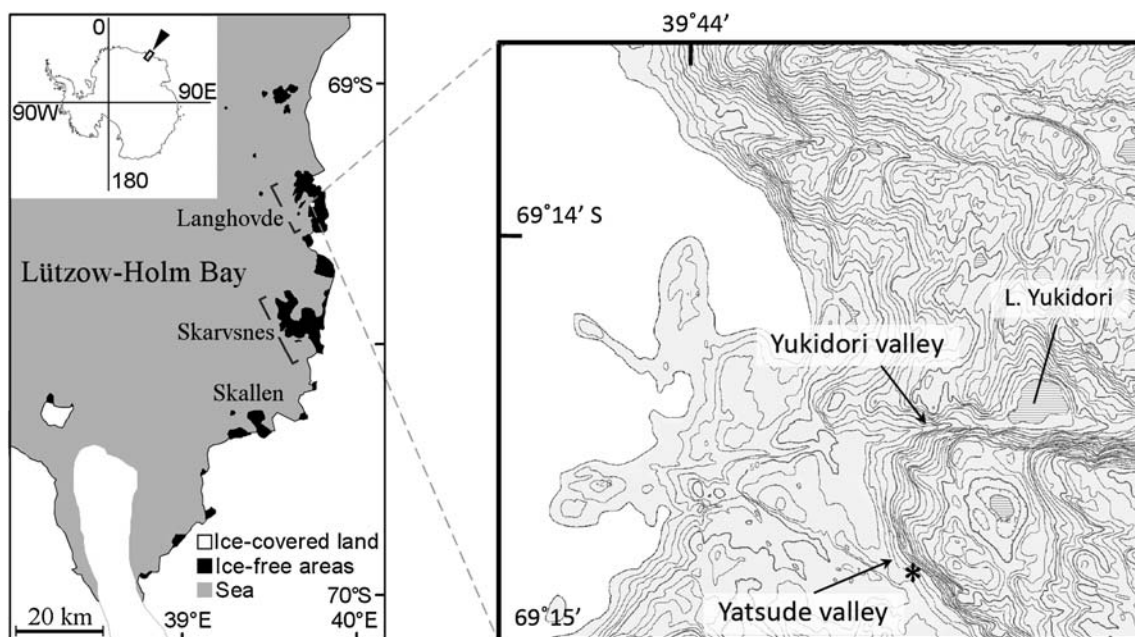 0
90W
90E
180
69°S
Langhovde
Lützow-Holm Bay
Skarvsnes
Skallen
Ice-covered land
Ice-free areas
Sea
20 km
39°E
70°S
40°E
39˚44’
69˚14’ S
L. Yukidori
Yukidori valley
Yatsude valley
*
69˚15’